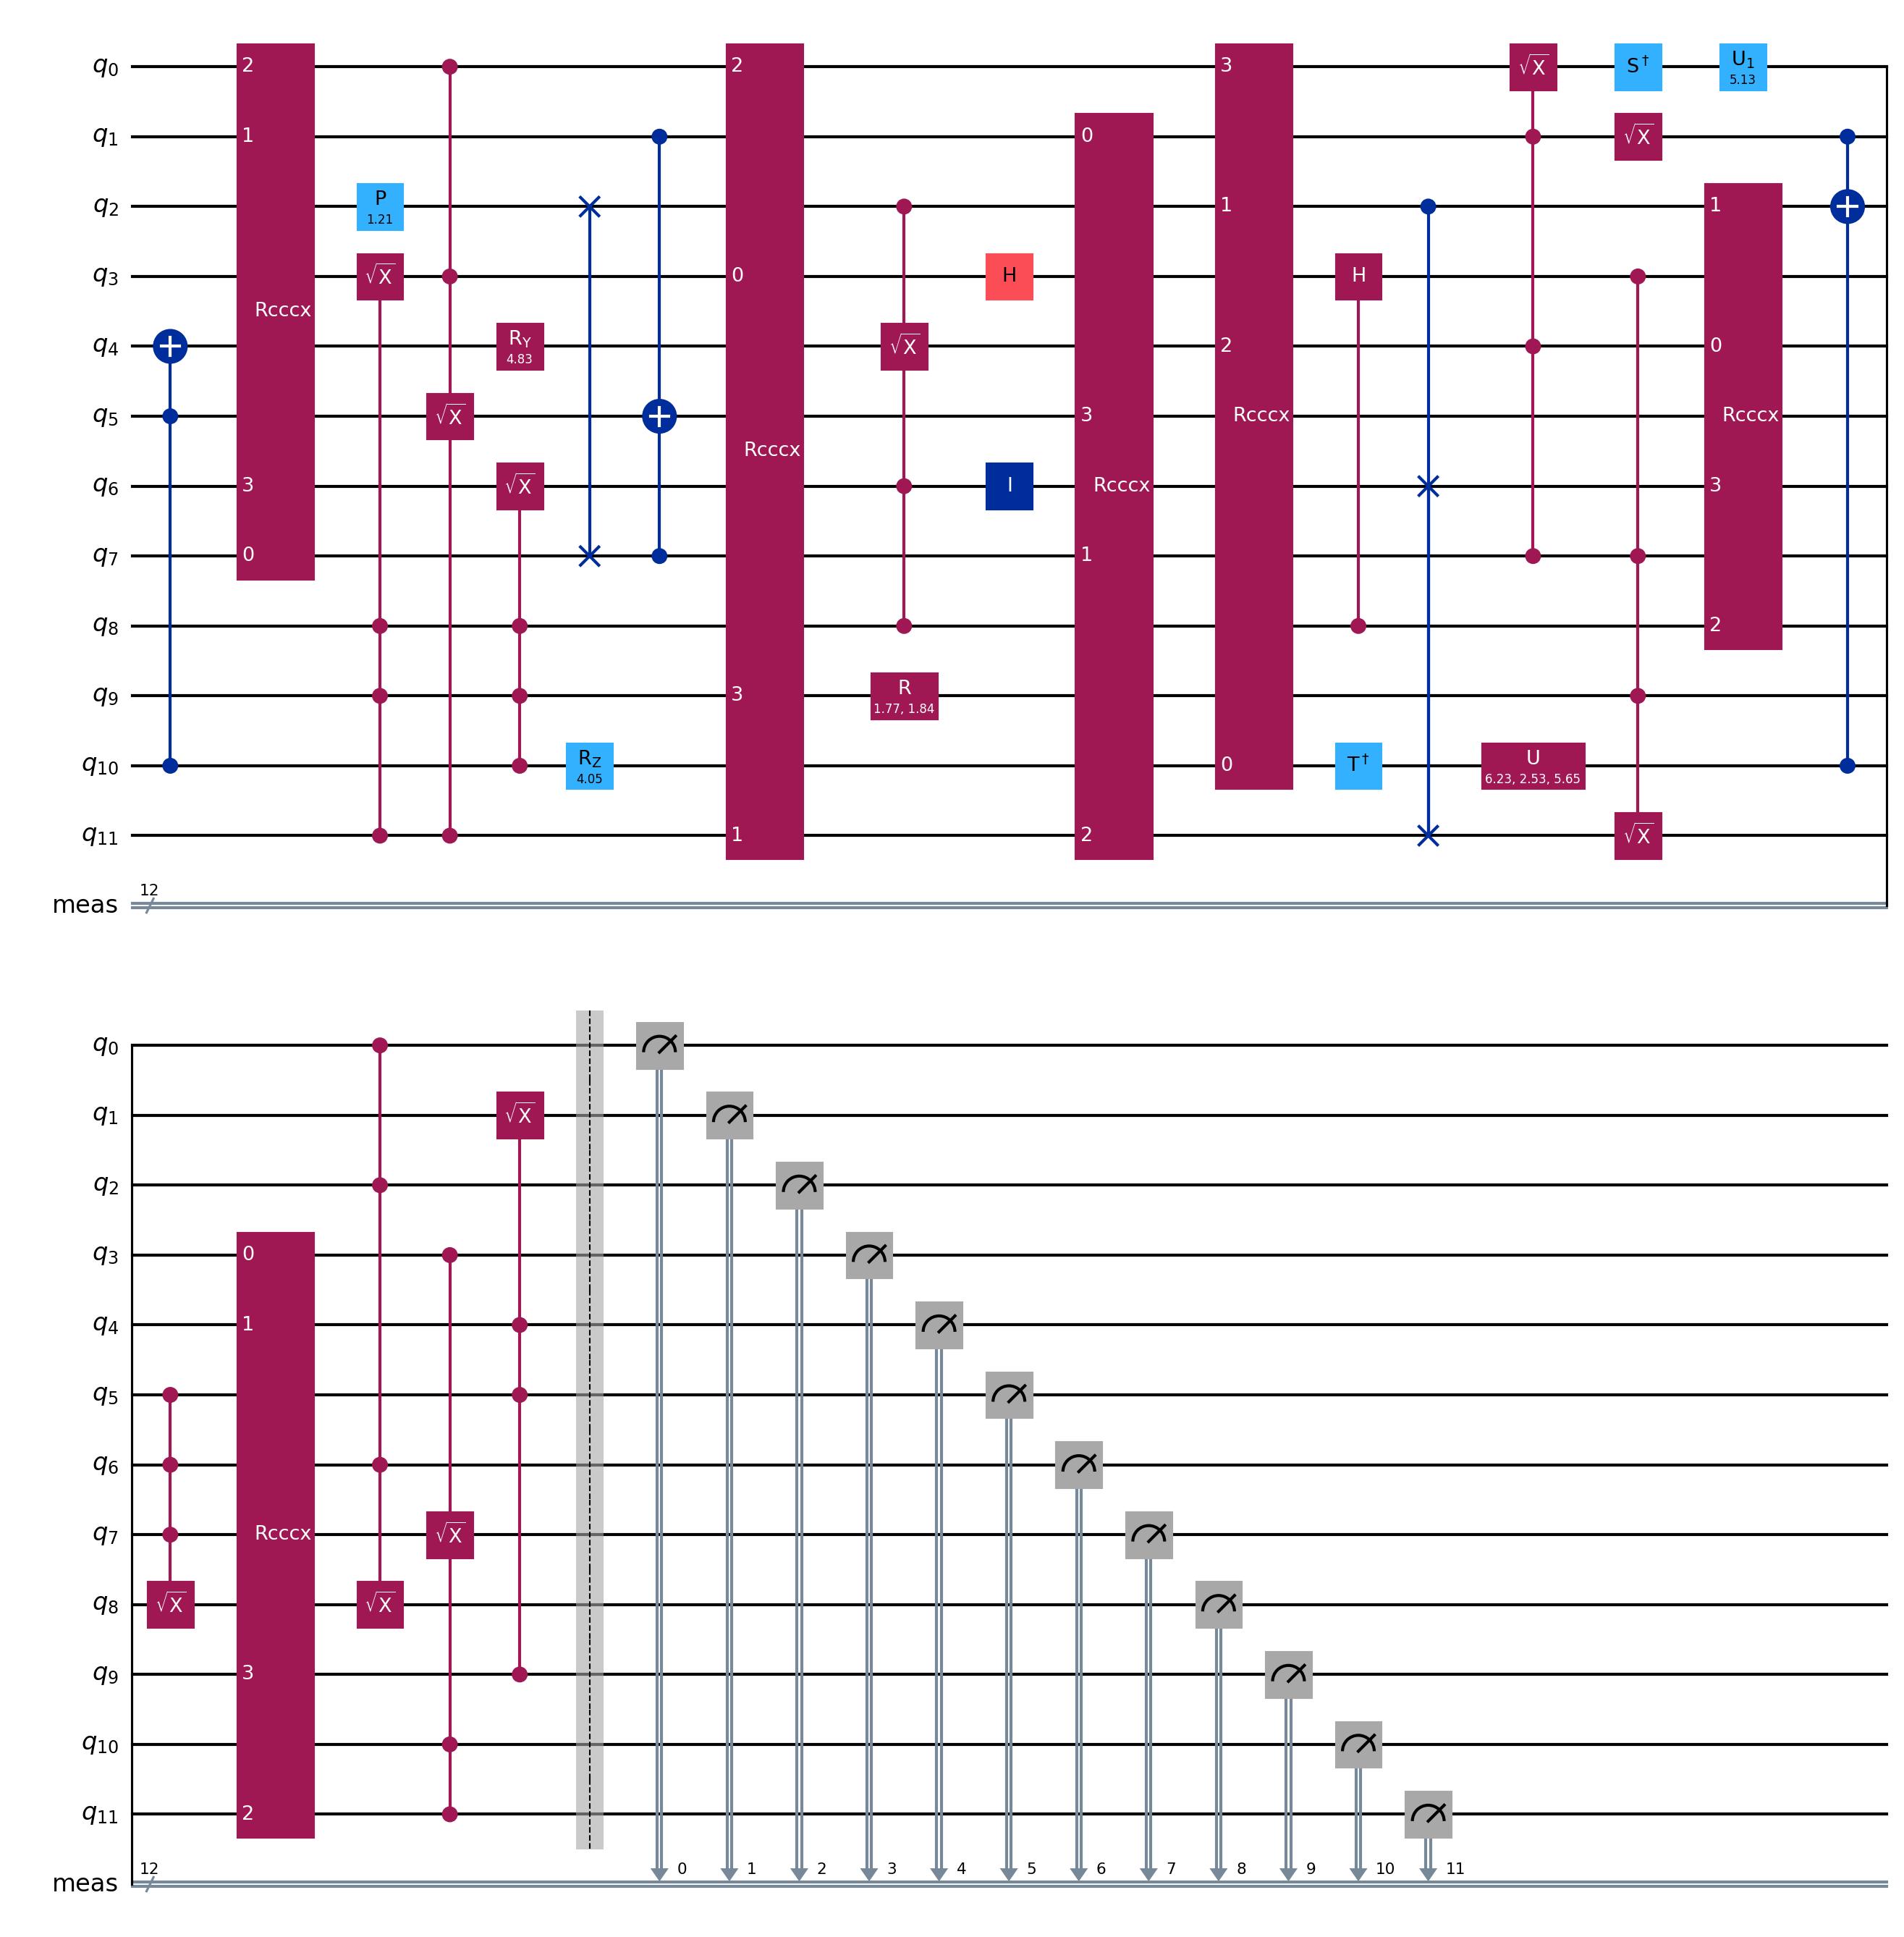 q0 2 2 3 √X S† U1 5.13
q1 1 0 √X
q2 P 1.21 1 1
q3 √X 0 H H
Rcccx
q4 RY 4.83 √X 2 0
q5 √X 3 Rcccx Rcccx
Rcccx
q6 3 √X I Rcccx 3
q7 0 1
q8 2
q9 3 R 1.77, 1.84
q10 RZ 4.05 0 T† U 6.23, 2.53, 5.65
q11 1 2 √X
12
meas
q0
q1 √X
q2
q3 0
q4 1
q5
q6
q7 Rcccx √X
q8 √X √X
q9 3
q10
q11 2
12 0 1 2 3 4 5 6 7 8 9 10 11
meas